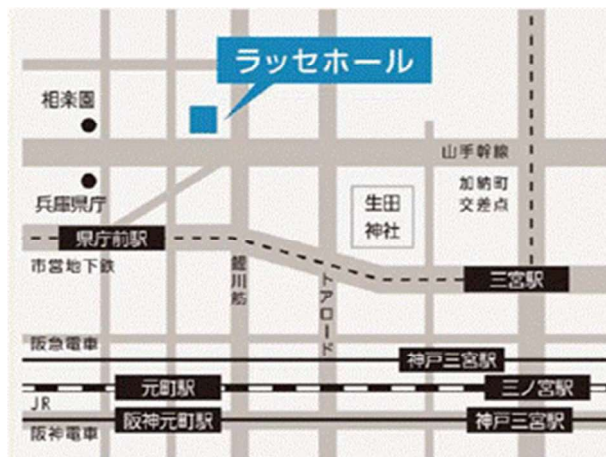 ラッセホール
相楽園
山手幹線
兵庫県庁
加納町
交差点
生田
神社
県庁前駅
市営地下鉄
三宮駅
鯉川筋
トアロード
阪急電車
神戸三宮駅
元町駅
三ノ宮駅
JR
阪神元町駅
神戸三宮駅
阪神電車